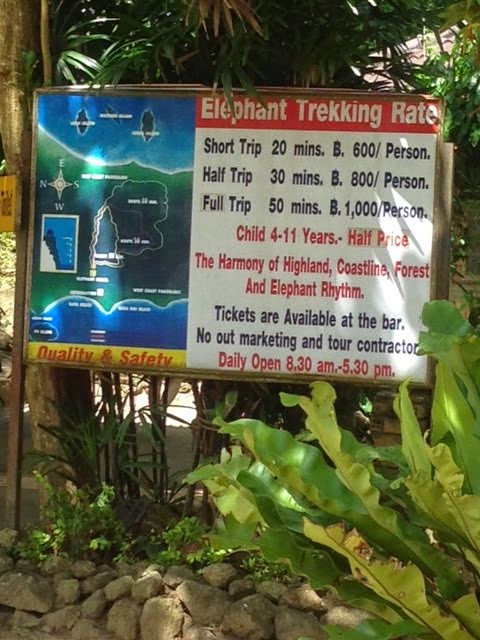 Elephant Trekking Rate
Short Trip 20 mins. B. 600/ Person.
Half Trip 30 mins. B. 800/ Person.
Full Trip 50 mins. B. 1,000/Person.
Child 4-11 Years.- Half Price
The Harmony of Highland, Coastline, Forest
And Elephant Rhythm.
Tickets are Available at the bar.
No out marketing and tour contractor
Daily Open 8.30 am.-5.30 pm.
E
N S
W
Quality & Safety